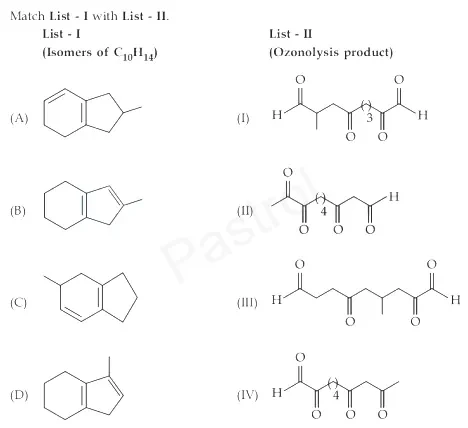 Match List - I with List - II.
List - I List - II
(Isomers of C10H14) (Ozonolysis product)
(A) (I) O O H H ( ) 3 O O
(B) (II) O H ( ) 4 O O O
(C) (III) O O H H O O
(D) (IV) O H ( ) 4 O O O
Pastrol